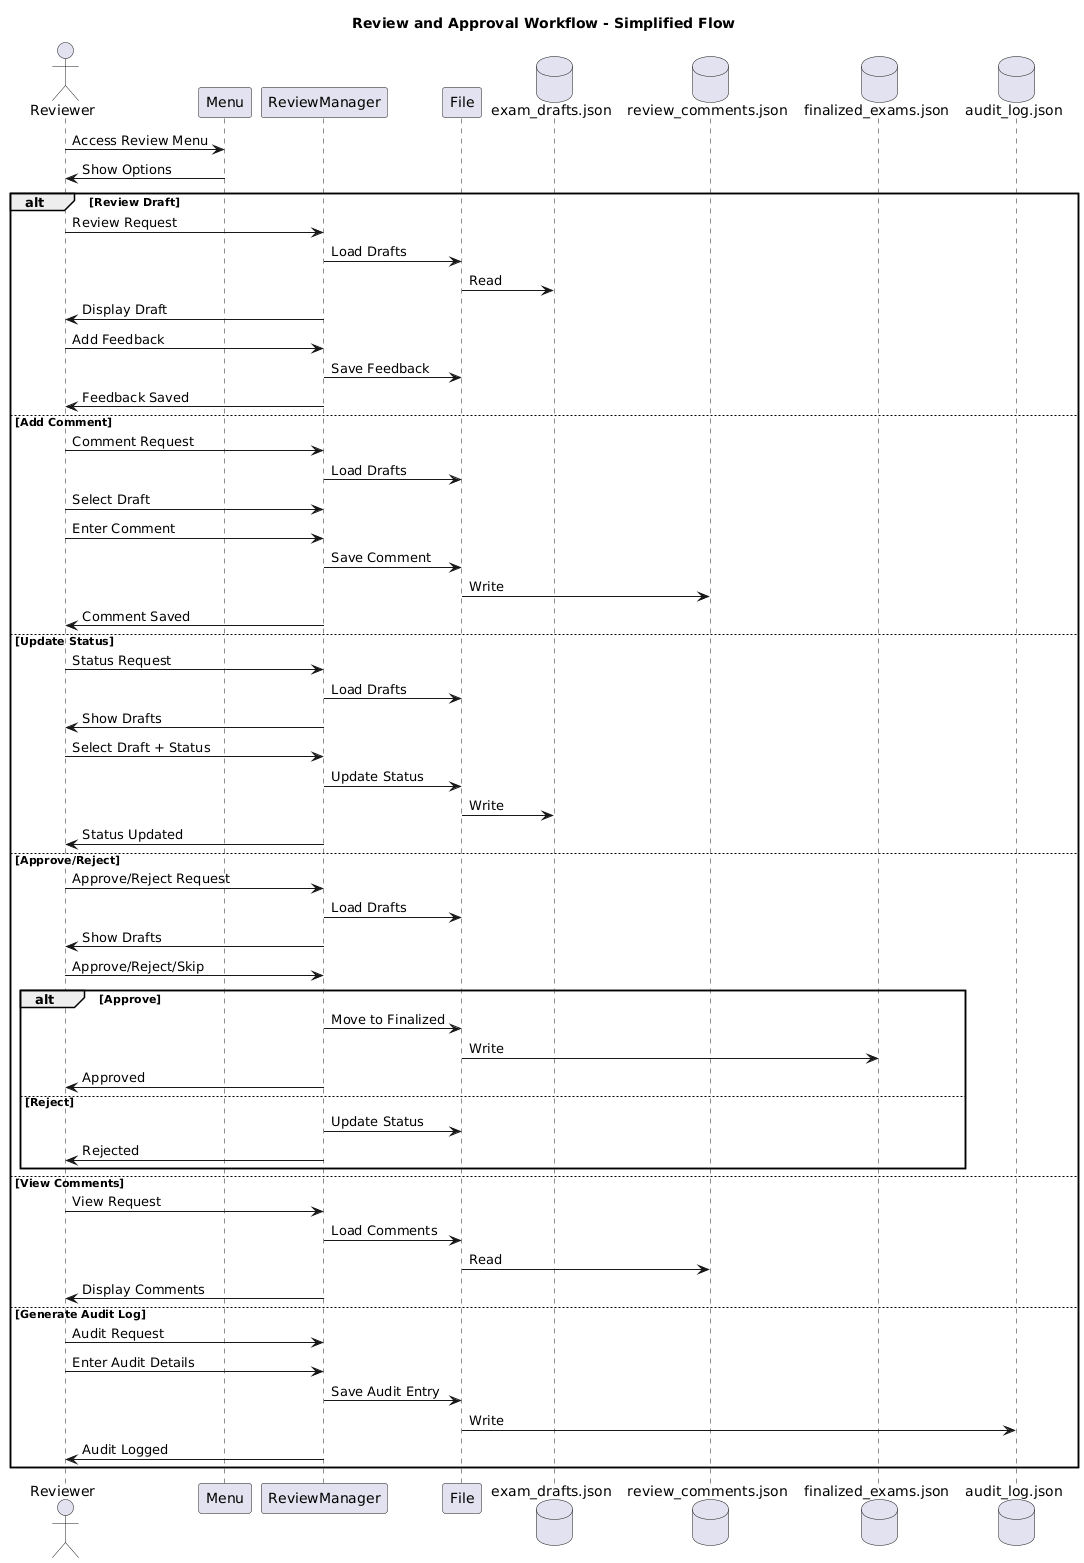 Review and Approval Workflow - Simplified Flow
Reviewer
Menu
ReviewManager
File
exam_drafts.json
review_comments.json
finalized_exams.json
audit_log.json
Access Review Menu
Show Options
alt
[Review Draft]
Review Request
Load Drafts
Read
Display Draft
Add Feedback
Save Feedback
Feedback Saved
[Add Comment]
Comment Request
Load Drafts
Select Draft
Enter Comment
Save Comment
Write
Comment Saved
[Update Status]
Status Request
Load Drafts
Show Drafts
Select Draft + Status
Update Status
Write
Status Updated
[Approve/Reject]
Approve/Reject Request
Load Drafts
Show Drafts
Approve/Reject/Skip
alt
[Approve]
Move to Finalized
Write
Approved
[Reject]
Update Status
Rejected
[View Comments]
View Request
Load Comments
Read
Display Comments
[Generate Audit Log]
Audit Request
Enter Audit Details
Save Audit Entry
Write
Audit Logged
Reviewer
Menu
ReviewManager
File
exam_drafts.json
review_comments.json
finalized_exams.json
audit_log.json